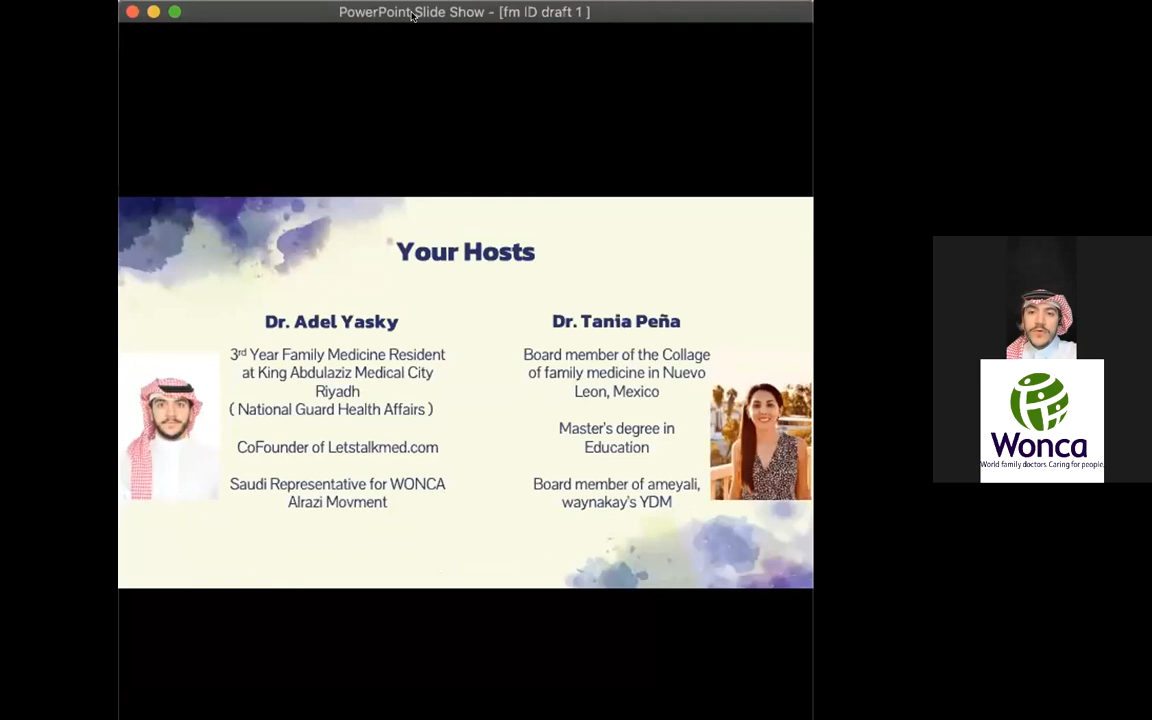 PowerPoint Slide Show - [fm ID draft 1 ]
Your Hosts
Dr. Adel Yasky
3rd Year Family Medicine Resident
at King Abdulaziz Medical City
Riyadh
( National Guard Health Affairs )
CoFounder of Letstalkmed.com
Saudi Representative for WONCA
Alrazi Movment
Dr. Tania Peña
Board member of the Collage
of family medicine in Nuevo
Leon, Mexico
Master's degree in
Education
Board member of ameyali,
waynakay's YDM
Wonca
World family doctors. Caring for people.